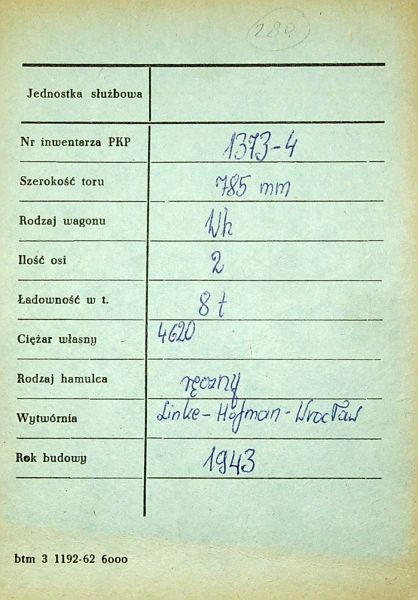 280
Jednostka służbowa
Nr inwentarza PKP 1373-4
Szerokość toru 785 mm
Rodzaj wagonu Wh
Ilość osi 2
Ładowność w t. 8 t
Ciężar własny 4620
Rodzaj hamulca ręczny
Wytwórnia Linke-Hofman-Wrocław
Rok budowy 1943
btm 3 1192-62 6000